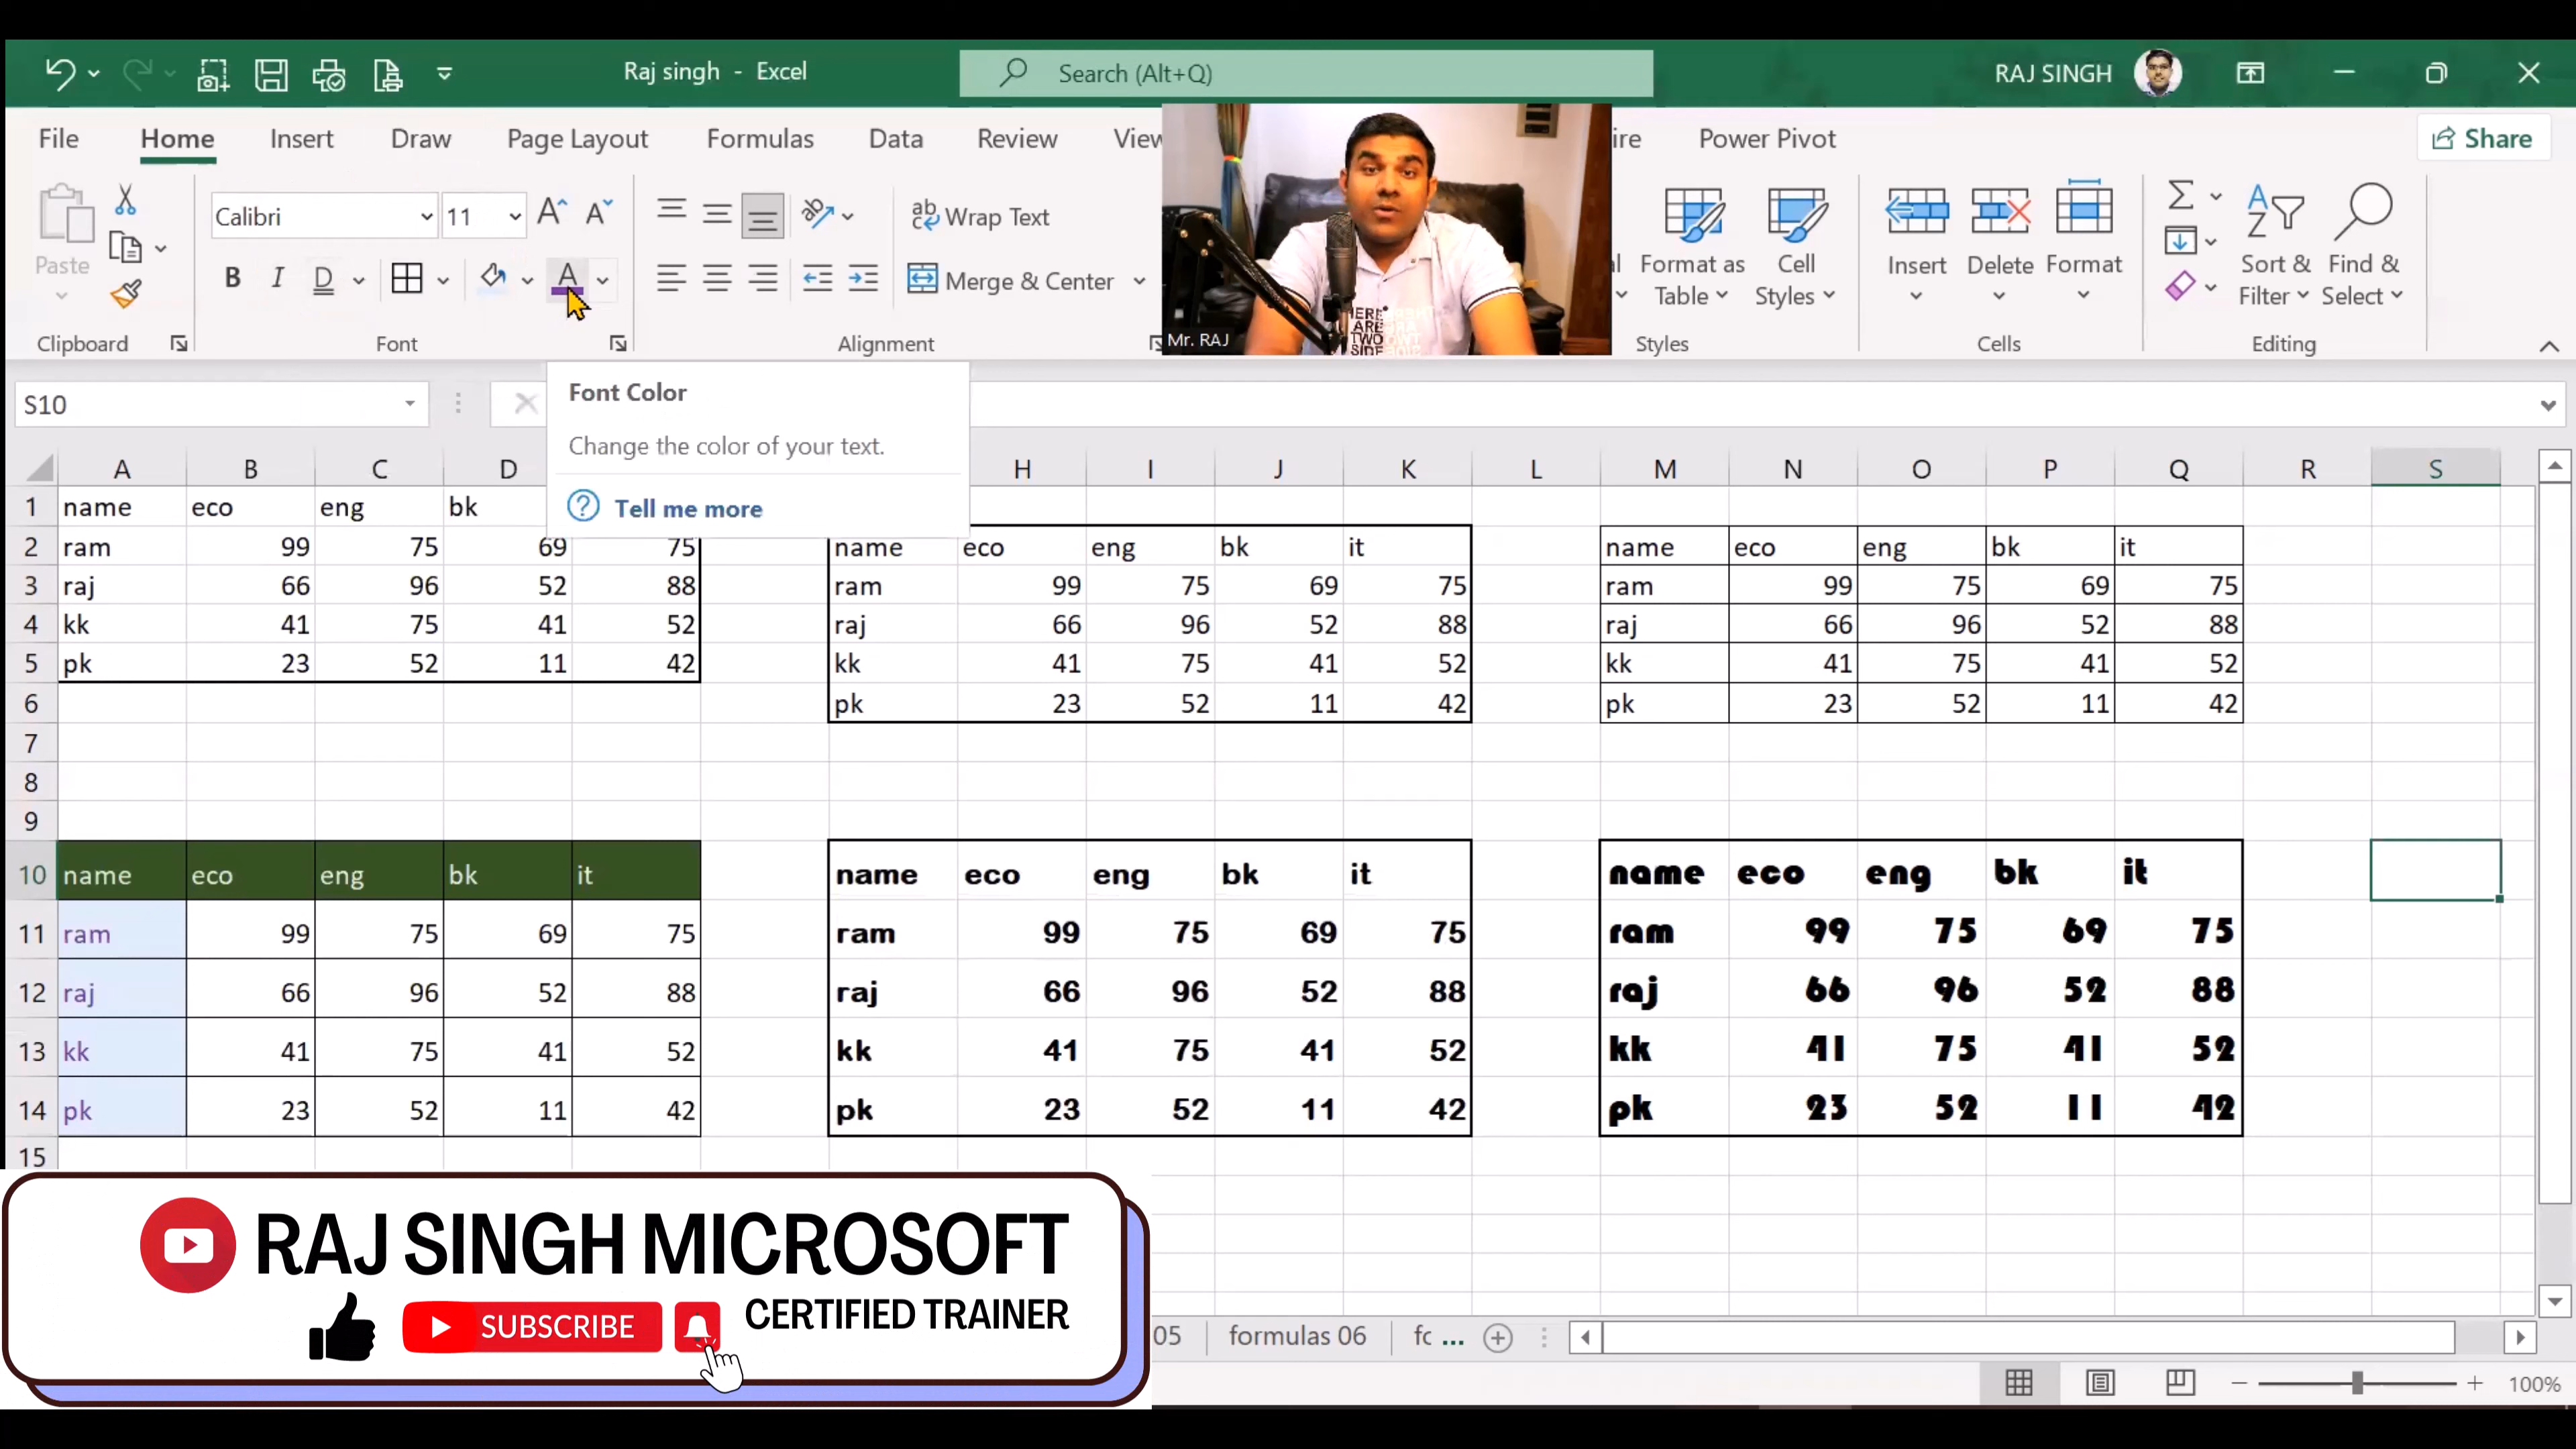 Raj singh - Excel
Search (Alt+Q)
RAJ SINGH
File Home Insert Draw Page Layout Formulas Data Review View ire Power Pivot
Share
Paste
Clipboard
Calibri 11
B I D
A
Font
ab Wrap Text
Merge & Center
Alignment
Mr. RAJ
HERE ARE TWO SIDE
Format as Table
Cell Styles
Styles
Insert Delete Format
Cells
Sort & Filter
Find & Select
Editing
S10
Font Color
Change the color of your text.
Tell me more
A B C D H I J K L M N O P Q R S
1 name eco eng bk
2 ram 99 75 69 75 name eco eng bk it name eco eng bk it
3 raj 66 96 52 88 ram 99 75 69 75 ram 99 75 69 75
4 kk 41 75 41 52 raj 66 96 52 88 raj 66 96 52 88
5 pk 23 52 11 42 kk 41 75 41 52 kk 41 75 41 52
6 pk 23 52 11 42 pk 23 52 11 42
7
8
9
10 name eco eng bk it name eco eng bk it name eco eng bk it
11 ram 99 75 69 75 ram 99 75 69 75 ram 99 75 69 75
12 raj 66 96 52 88 raj 66 96 52 88 raj 66 96 52 88
13 kk 41 75 41 52 kk 41 75 41 52 kk 41 75 41 52
14 pk 23 52 11 42 pk 23 52 11 42 pk 23 52 11 42
15
RAJ SINGH MICROSOFT
SUBSCRIBE CERTIFIED TRAINER
05 formulas 06 fc ...
100%